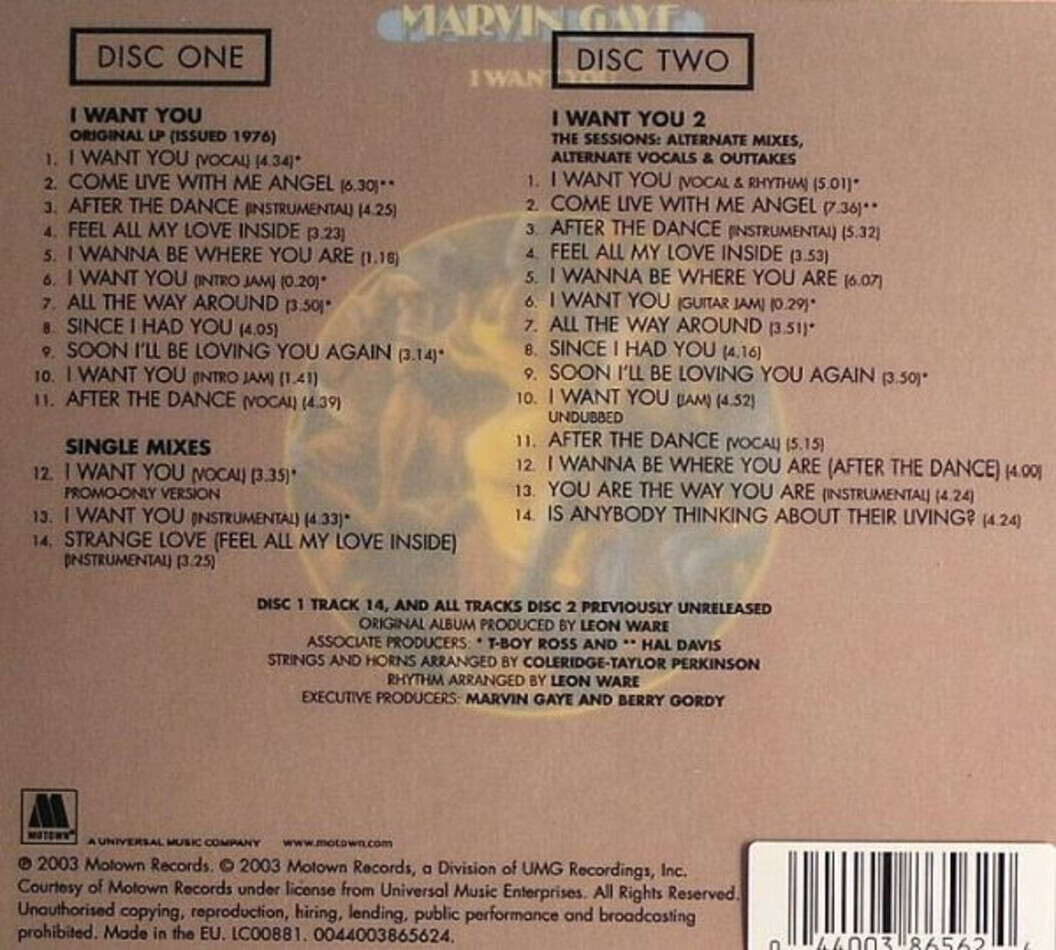 MARVIN GAYE
I WANT YOU
DISC ONE
I WANT YOU
ORIGINAL LP (ISSUED 1976)
1. I WANT YOU (VOCAL) (4.34)*
2. COME LIVE WITH ME ANGEL (6.30)**
3. AFTER THE DANCE (INSTRUMENTAL) (4.25)
4. FEEL ALL MY LOVE INSIDE (3.23)
5. I WANNA BE WHERE YOU ARE (1.18)
6. I WANT YOU (INTRO JAM) (0.20)*
7. ALL THE WAY AROUND (3.50)*
8. SINCE I HAD YOU (4.05)
9. SOON I'LL BE LOVING YOU AGAIN (3.14)*
10. I WANT YOU (INTRO JAM) (1.41)
11. AFTER THE DANCE (VOCAL) (4.39)
SINGLE MIXES
12. I WANT YOU (VOCAL) (3.35)*
PROMO-ONLY VERSION
13. I WANT YOU (INSTRUMENTAL) (4.33)*
14. STRANGE LOVE (FEEL ALL MY LOVE INSIDE)
(INSTRUMENTAL) (3.25)
DISC TWO
I WANT YOU 2
THE SESSIONS: ALTERNATE MIXES,
ALTERNATE VOCALS & OUTTAKES
1. I WANT YOU (VOCAL & RHYTHM) (5.01)*
2. COME LIVE WITH ME ANGEL (7.36)**
3. AFTER THE DANCE (INSTRUMENTAL) (5.32)
4. FEEL ALL MY LOVE INSIDE (3.53)
5. I WANNA BE WHERE YOU ARE (6.07)
6. I WANT YOU (GUITAR JAM) (0.29)*
7. ALL THE WAY AROUND (3.51)*
8. SINCE I HAD YOU (4.16)
9. SOON I'LL BE LOVING YOU AGAIN (3.50)*
10. I WANT YOU (JAM) (4.52)
UNDUBBED
11. AFTER THE DANCE (VOCAL) (5.15)
12. I WANNA BE WHERE YOU ARE (AFTER THE DANCE) (4.00)
13. YOU ARE THE WAY YOU ARE (INSTRUMENTAL) (4.24)
14. IS ANYBODY THINKING ABOUT THEIR LIVING? (4.24)
DISC 1 TRACK 14, AND ALL TRACKS DISC 2 PREVIOUSLY UNRELEASED
ORIGINAL ALBUM PRODUCED BY LEON WARE
ASSOCIATE PRODUCERS: * T-BOY ROSS AND ** HAL DAVIS
STRINGS AND HORNS ARRANGED BY COLERIDGE-TAYLOR PERKINSON
RHYTHM ARRANGED BY LEON WARE
EXECUTIVE PRODUCERS: MARVIN GAYE AND BERRY GORDY
MOTOWN
A UNIVERSAL MUSIC COMPANY www.motown.com
℗ 2003 Motown Records. © 2003 Motown Records, a Division of UMG Recordings, Inc.
Courtesy of Motown Records under license from Universal Music Enterprises. All Rights Reserved.
Unauthorised copying, reproduction, hiring, lending, public performance and broadcasting
prohibited. Made in the EU. LC00881. 0044003865624.
0 44003 86562 4